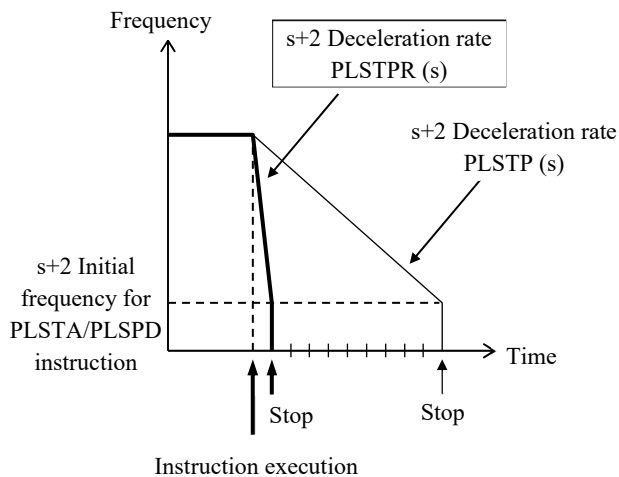 Frequency
s+2 Deceleration rate
PLSTPR (s)
s+2 Deceleration rate
PLSTP (s)
s+2 Initial
frequency for
PLSTA/PLSPD
instruction
Time
Stop
Stop
Instruction execution